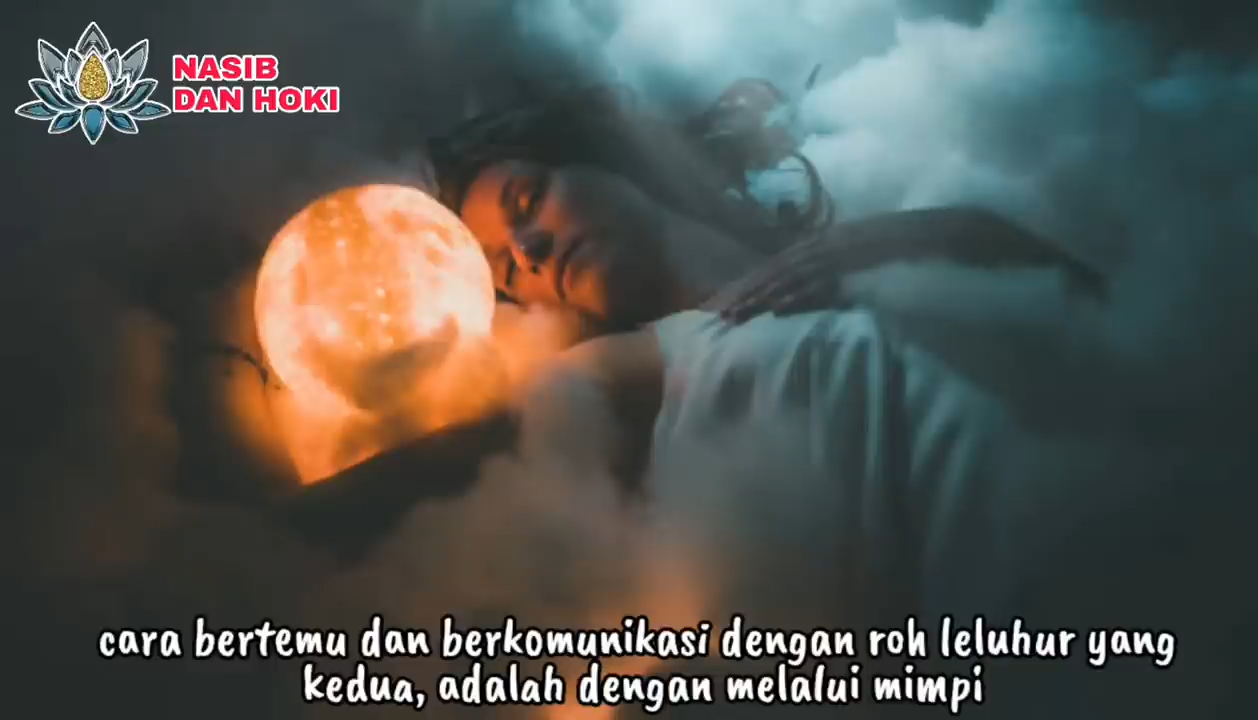 NASIB
DAN HOKI
cara bertemu dan berkomunikasi dengan roh leluhur yang
kedua, adalah dengan melalui mimpi